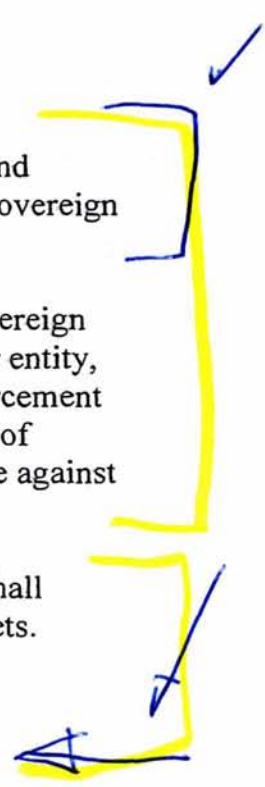 nd
overeign
ereign
entity,
rcement
of
e against
hall
ets.